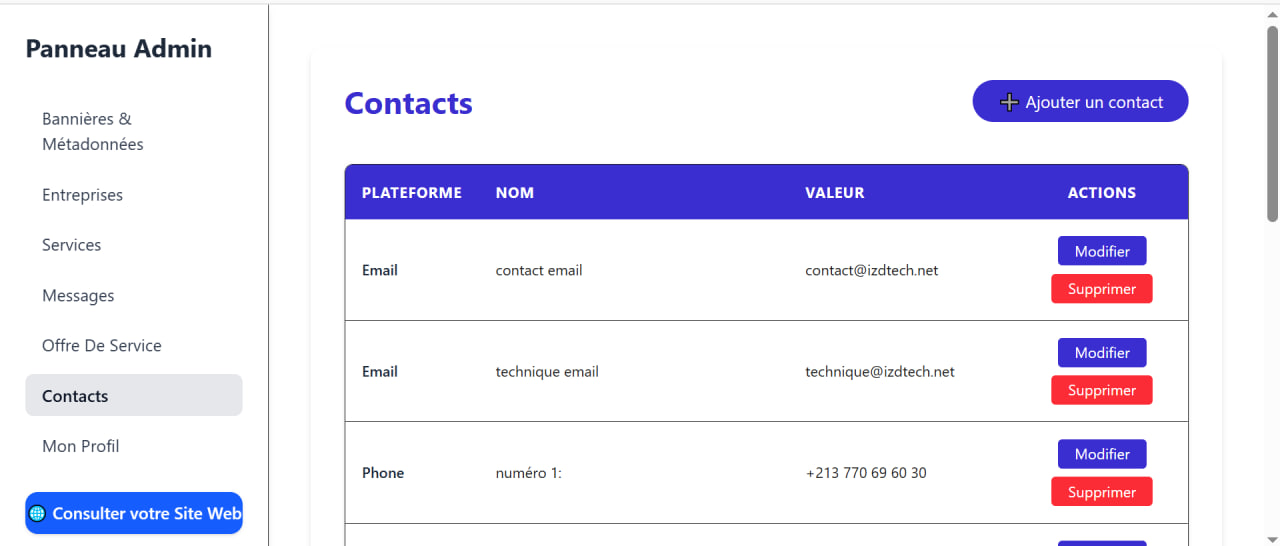 Panneau Admin
Bannières &
Métadonnées
Entreprises
Services
Messages
Offre De Service
Contacts
Mon Profil
Consulter votre Site Web
Contacts
Ajouter un contact
PLATEFORME NOM VALEUR ACTIONS
Email contact email contact@izdtech.net Modifier
Supprimer
Email technique email technique@izdtech.net Modifier
Supprimer
Phone numéro 1: +213 770 69 60 30 Modifier
Supprimer